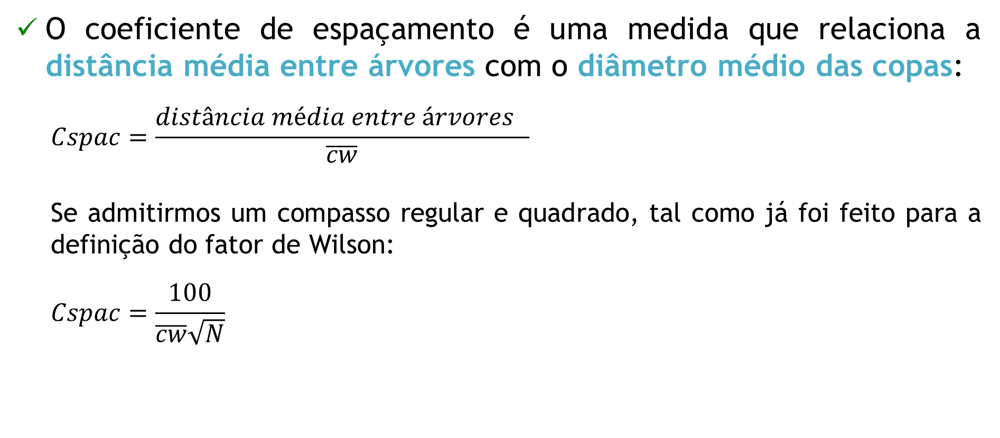 ✓ O coeficiente de espaçamento é uma medida que relaciona a
distância média entre árvores com o diâmetro médio das copas:
$Cspac = \frac{distância\ média\ entre\ árvores}{\overline{cw}}$
Se admitirmos um compasso regular e quadrado, tal como já foi feito para a
definição do fator de Wilson:
$Cspac = \frac{100}{\overline{cw}\sqrt{N}}$